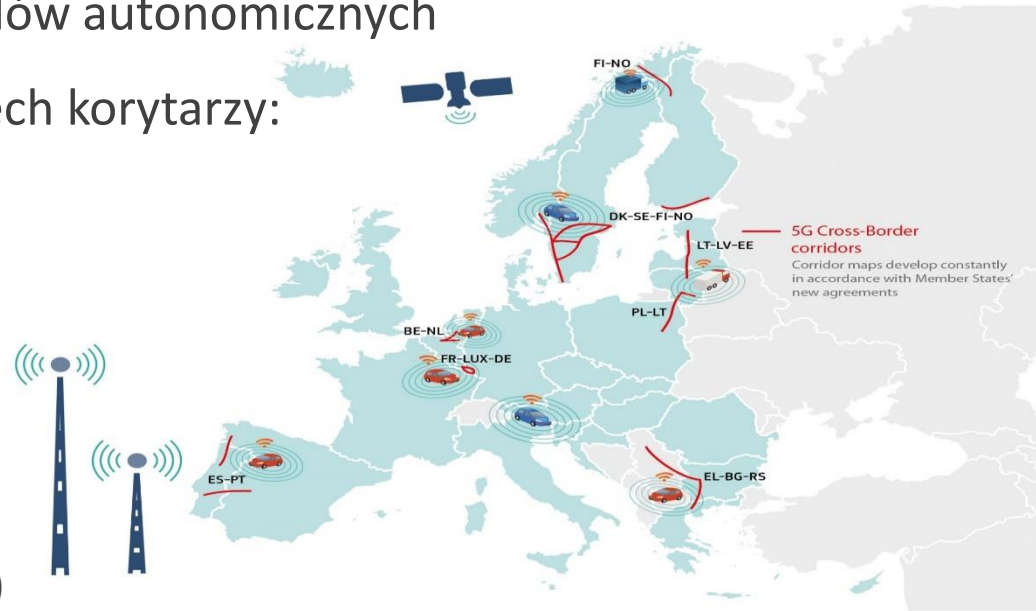 dów autonomicznych
ech korytarzy:
FI-NO
DK-SE-FI-NO
5G Cross-Border
corridors
Corridor maps develop constantly
in accordance with Member States'
new agreements
LT-LV-EE
PL-LT
BE-NL
FR-LUX-DE
ES-PT
EL-BG-RS
)